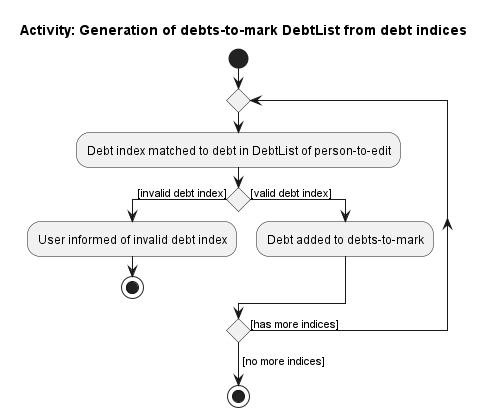 Activity: Generation of debts-to-mark DebtList from debt indices
Debt index matched to debt in DebtList of person-to-edit
[invalid debt index]
[valid debt index]
User informed of invalid debt index
Debt added to debts-to-mark
[has more indices]
[no more indices]